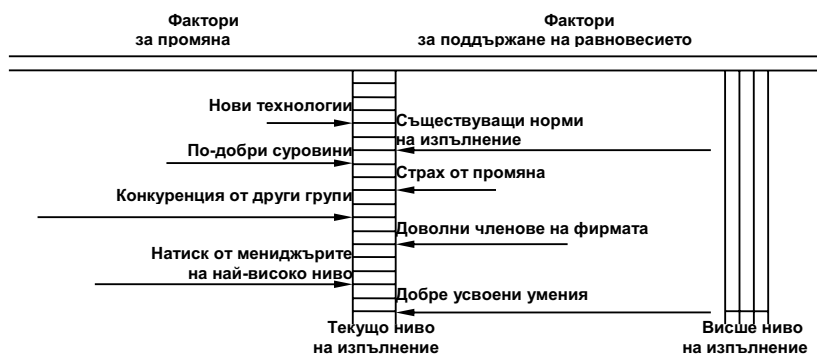 Фактори
за промяна
Фактори
за поддържане на равновесието
Нови технологии
Съществуващи норми
на изпълнение
По-добри суровини
Страх от промяна
Конкуренция от други групи
Доволни членове на фирмата
Натиск от мениджърите
на най-високо ниво
Добре усвоени умения
Текущо ниво
на изпълнение
Висше ниво
на изпълнение